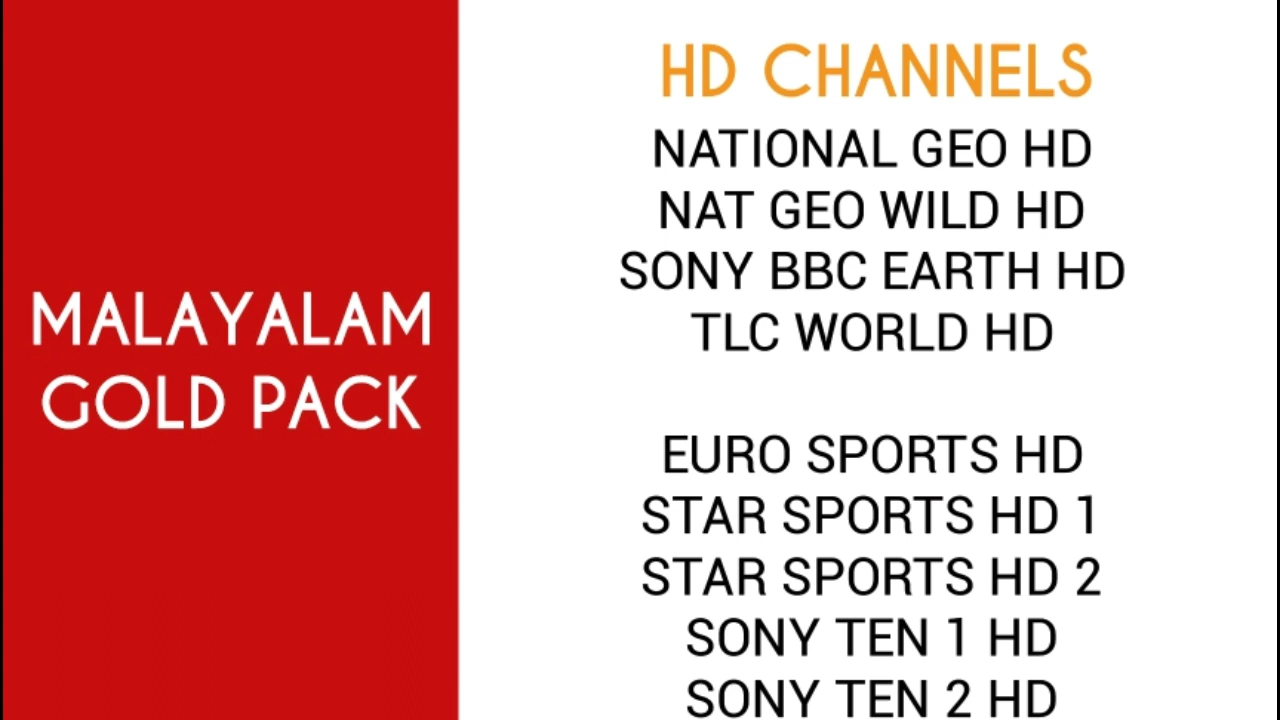 MALAYALAM
GOLD PACK
HD CHANNELS
NATIONAL GEO HD
NAT GEO WILD HD
SONY BBC EARTH HD
TLC WORLD HD
EURO SPORTS HD
STAR SPORTS HD 1
STAR SPORTS HD 2
SONY TEN 1 HD
SONY TEN 2 HD